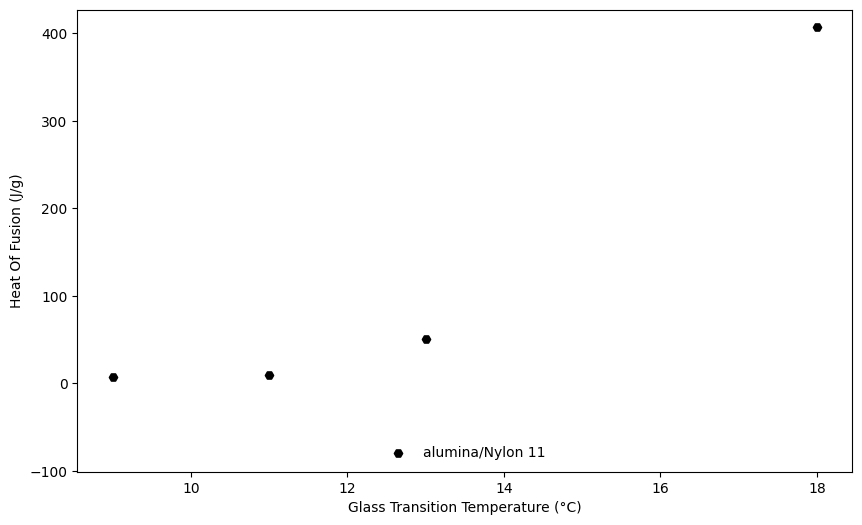 400
300
200
100
0
−100
Heat Of Fusion (J/g)
alumina/Nylon 11
10 12 14 16 18
Glass Transition Temperature (°C)